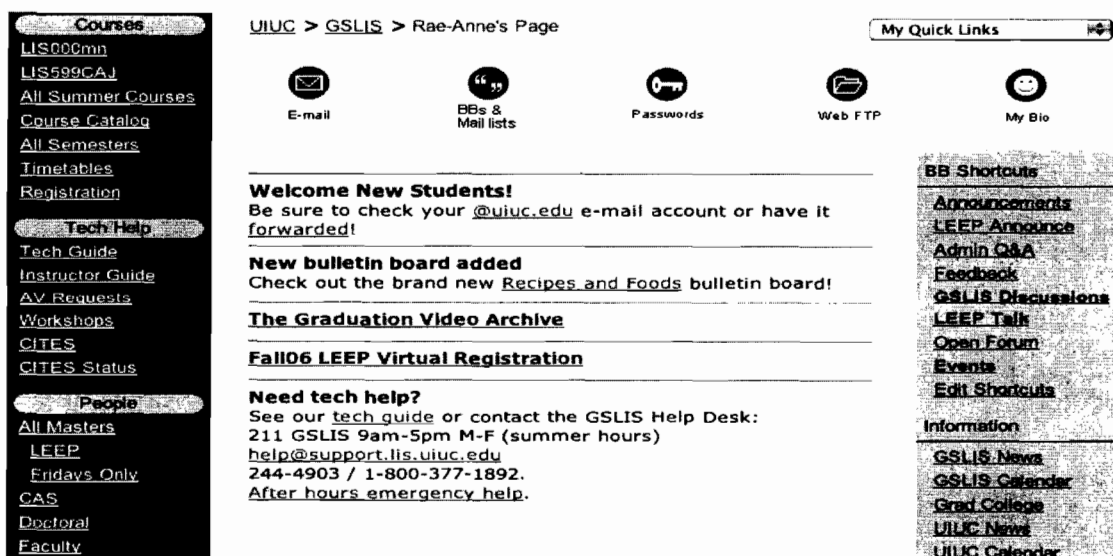 Courses
LIS000mn
LIS599CAJ
All Summer Courses
Course Catalog
All Semesters
Timetables
Registration
Tech Help
Tech Guide
Instructor Guide
AV Requests
Workshops
CITES
CITES Status
People
All Masters
LEEP
Fridays Only
CAS
Doctoral
Faculty
UIUC > GSLIS > Rae-Anne's Page
My Quick Links
E-mail
BBs &
Mail lists
Passwords
Web FTP
My Bio
Welcome New Students!
Be sure to check your @uiuc.edu e-mail account or have it
forwarded!
New bulletin board added
Check out the brand new Recipes and Foods bulletin board!
The Graduation Video Archive
Fall06 LEEP Virtual Registration
Need tech help?
See our tech guide or contact the GSLIS Help Desk:
211 GSLIS 9am-5pm M-F (summer hours)
help@support.lis.uiuc.edu
244-4903 / 1-800-377-1892.
After hours emergency help.
BB Shortcuts
Announcements
LEEP Announce
Admin Q&A
Feedback
GSLIS Discussions
LEEP Talk
Open Forum
Events
Edit Shortcuts
Information
GSLIS News
GSLIS Calendar
Grad College
UIUC News
UIUC Calendar